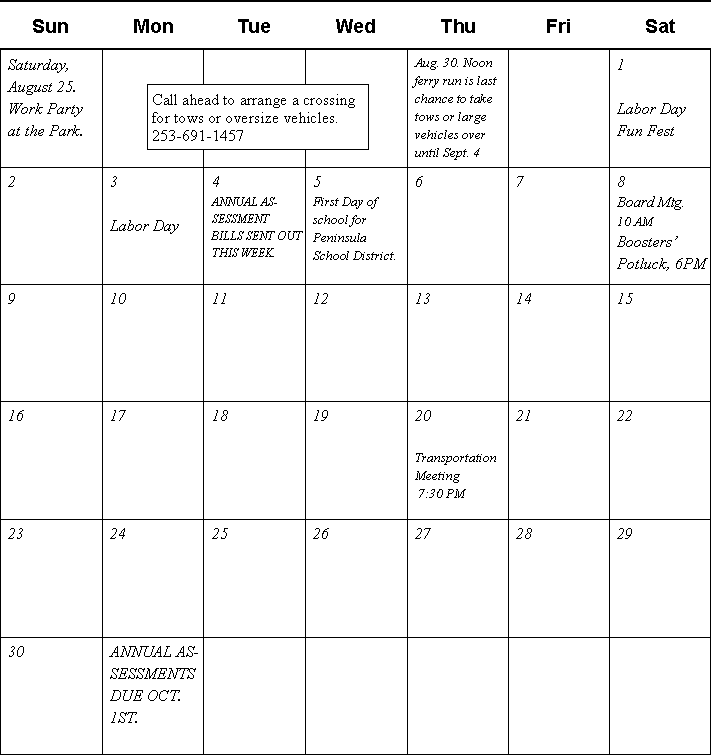 Sun Mon Tue Wed Thu Fri Sat
Saturday,
August 25.
Work Party
at the Park.
Call ahead to arrange a crossing
for tows or oversize vehicles.
253-691-1457
Aug. 30. Noon
ferry run is last
chance to take
tows or large
vehicles over
until Sept. 4
1
Labor Day
Fun Fest
2
3
Labor Day
4
ANNUAL AS-
SESSMENT
BILLS SENT OUT
THIS WEEK.
5
First Day of
school for
Peninsula
School District.
6
7
8
Board Mtg.
10 AM
Boosters’
Potluck, 6PM
9
10
11
12
13
14
15
16
17
18
19
20
Transportation
Meeting
7:30 PM
21
22
23
24
25
26
27
28
29
30
ANNUAL AS-
SESSMENTS
DUE OCT.
1ST.